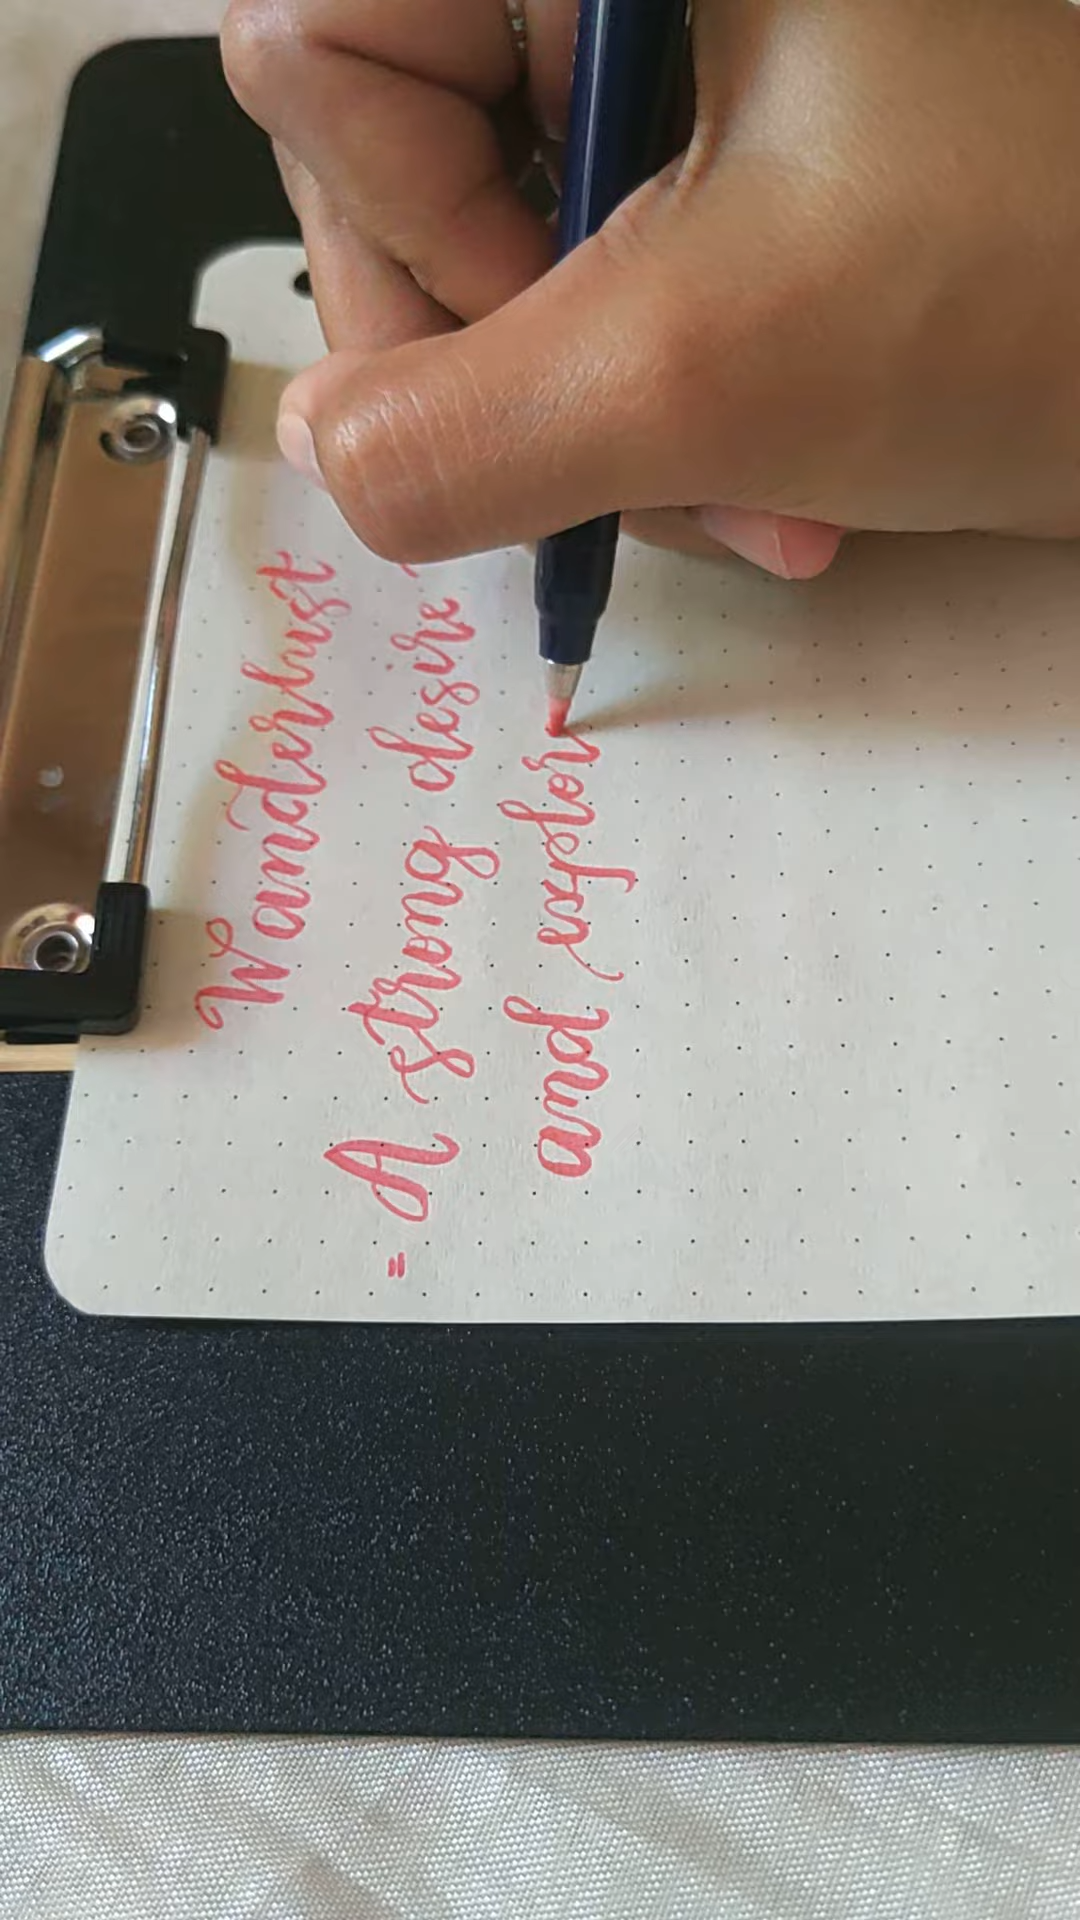 Wanderlust
= A strong desire
and explor